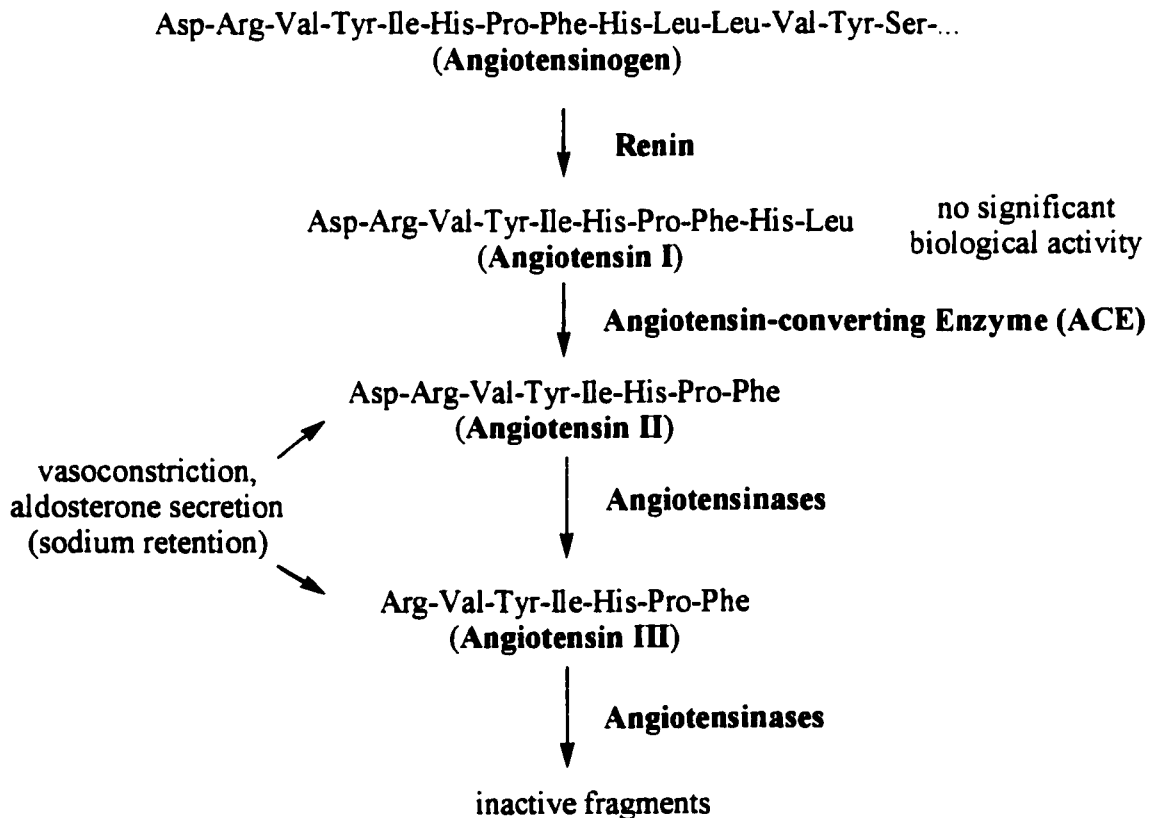 Asp-Arg-Val-Tyr-Ile-His-Pro-Phe-His-Leu-Leu-Val-Tyr-Ser-...
(Angiotensinogen)
Renin
Asp-Arg-Val-Tyr-Ile-His-Pro-Phe-His-Leu
(Angiotensin I)
no significant
biological activity
Angiotensin-converting Enzyme (ACE)
Asp-Arg-Val-Tyr-Ile-His-Pro-Phe
(Angiotensin II)
vasoconstriction,
aldosterone secretion
(sodium retention)
Angiotensinases
Arg-Val-Tyr-Ile-His-Pro-Phe
(Angiotensin III)
Angiotensinases
inactive fragments